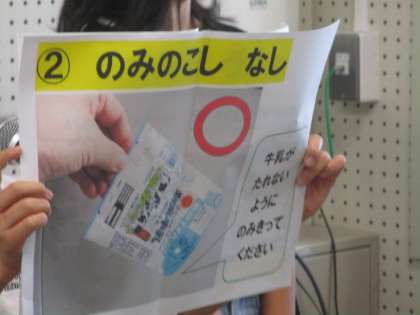 ② のみのこし なし
牛乳が
たれない
ように
のみきって
ください